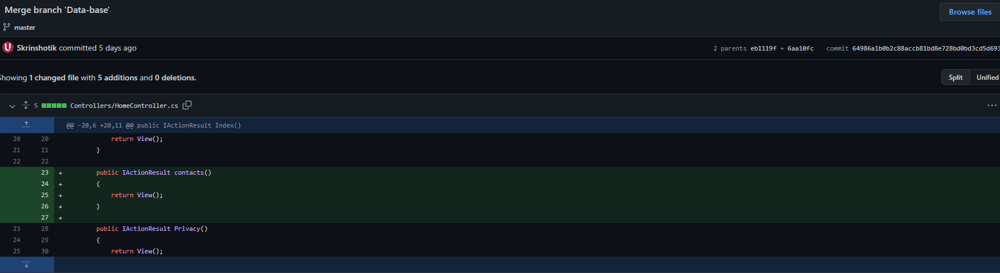 Merge branch 'Data-base'
Browse files
master
Skrinshotik committed 5 days ago
2 parents eb1119f + 6aa10fc commit 64986a1b0b2c88accb81bd8e728bd0bd3cd5d693
Showing 1 changed file with 5 additions and 0 deletions.
Split Unified
5 Controllers/HomeController.cs
@@ -20,6 +20,11 @@ public IActionResult Index()
20 20 return View();
21 21 }
22 22
23 + public IActionResult contacts()
24 + {
25 + return View();
26 + }
27 +
23 28 public IActionResult Privacy()
24 29 {
25 30 return View();